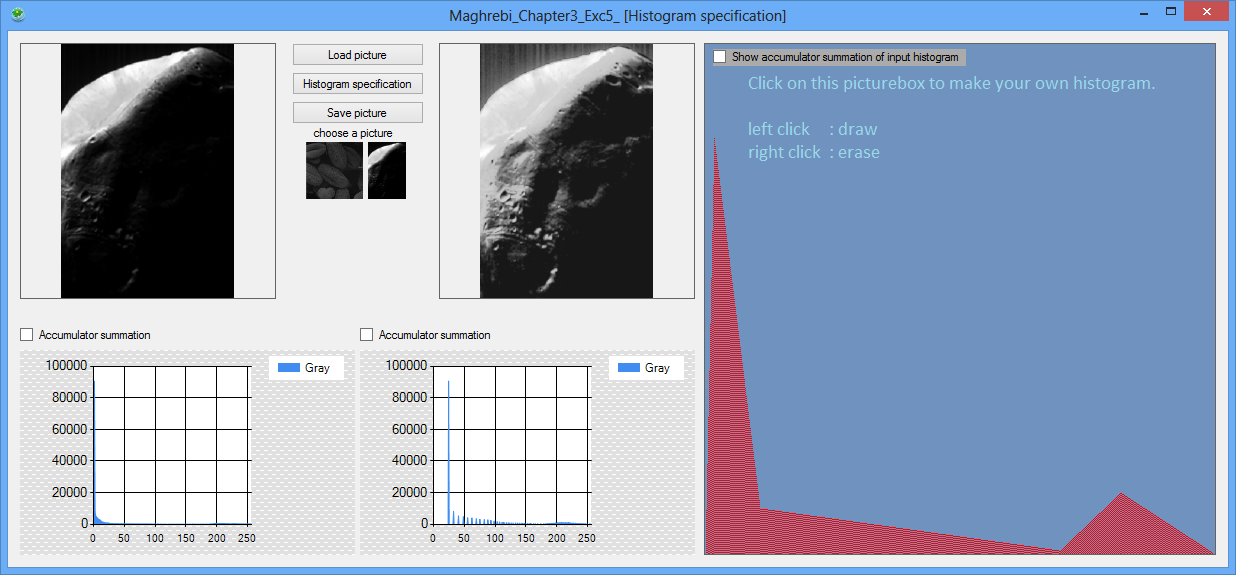 Maghrebi_Chapter3_Exc5_ [Histogram specification]
Load picture
Histogram specification
Save picture
choose a picture
Show accumulator summation of input histogram
Click on this picturebox to make your own histogram.
left click : draw
right click : erase
Accumulator summation
100000
80000
60000
40000
20000
0
0 50 100 150 200 250
Gray
Accumulator summation
100000
80000
60000
40000
20000
0
0 50 100 150 200 250
Gray